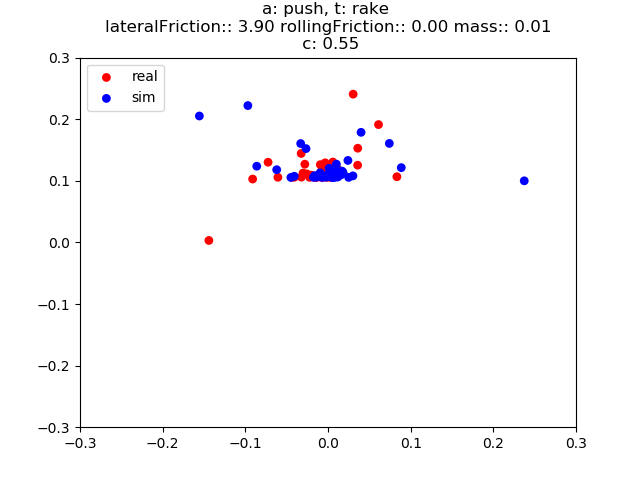 a: push, t: rake
lateralFriction:: 3.90 rollingFriction:: 0.00 mass:: 0.01
c: 0.55
real
sim
0.3
0.2
0.1
0.0
−0.1
−0.2
−0.3
−0.3 −0.2 −0.1 0.0 0.1 0.2 0.3